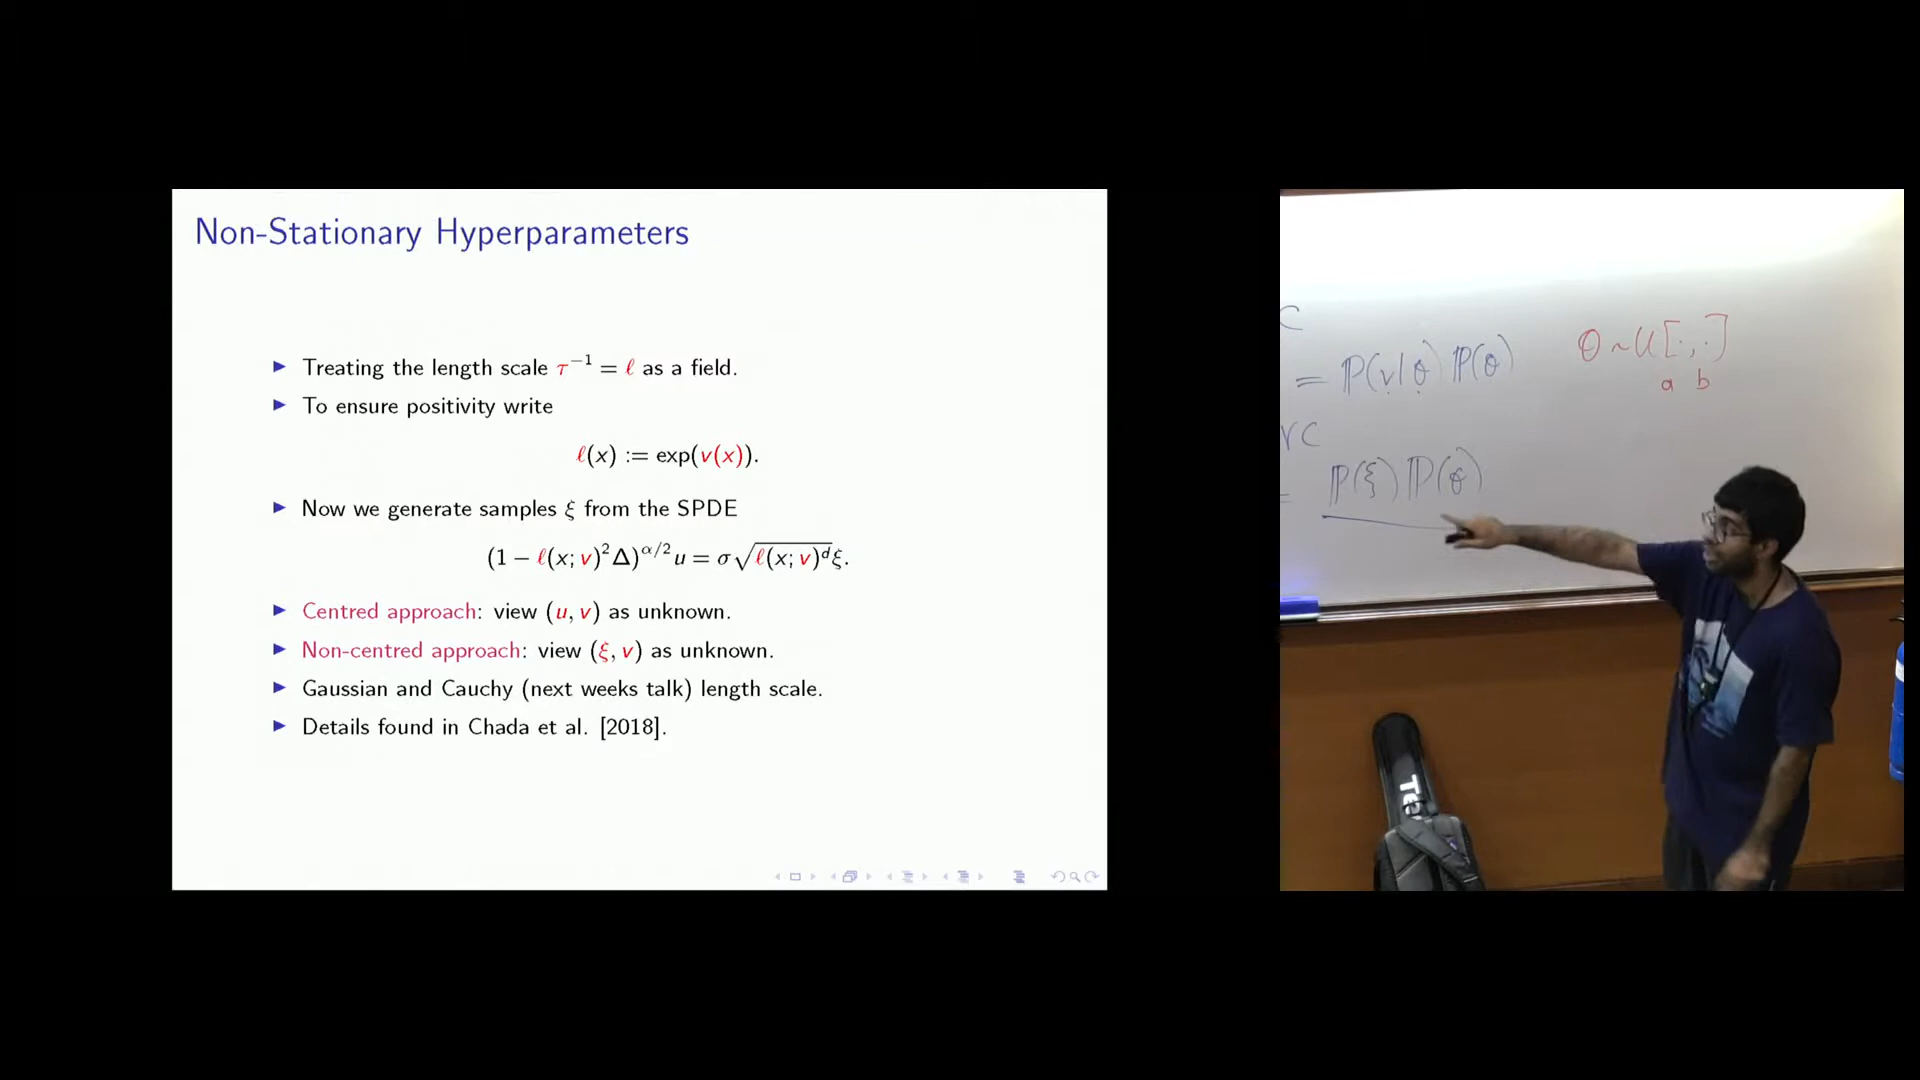 Non-Stationary Hyperparameters
▶ Treating the length scale τ⁻¹ = ℓ as a field.
▶ To ensure positivity write
ℓ(x) := exp(v(x)).
▶ Now we generate samples ξ from the SPDE
(1 − ℓ(x; v)²Δ)^{α/2} u = σ√(ℓ(x; v)^d) ξ.
▶ Centred approach: view (u, v) as unknown.
▶ Non-centred approach: view (ξ, v) as unknown.
▶ Gaussian and Cauchy (next weeks talk) length scale.
▶ Details found in Chada et al. [2018].
C
= ℙ(v|θ) ℙ(θ)
θ ~ U[·,·]
a b
C
= ℙ(ξ) ℙ(θ)